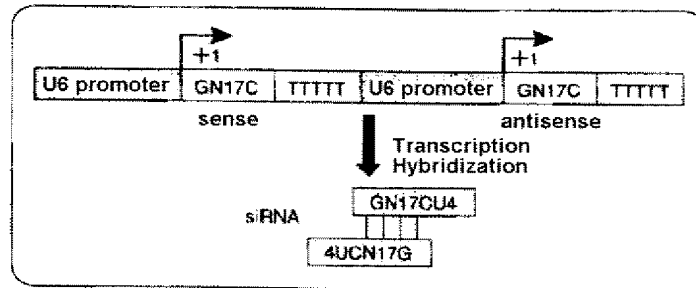 +1 +1
U6 promoter GN17C TTTTT U6 promoter GN17C TTTTT
sense antisense
Transcription
Hybridization
GN17CU4
siRNA
4UCN17G